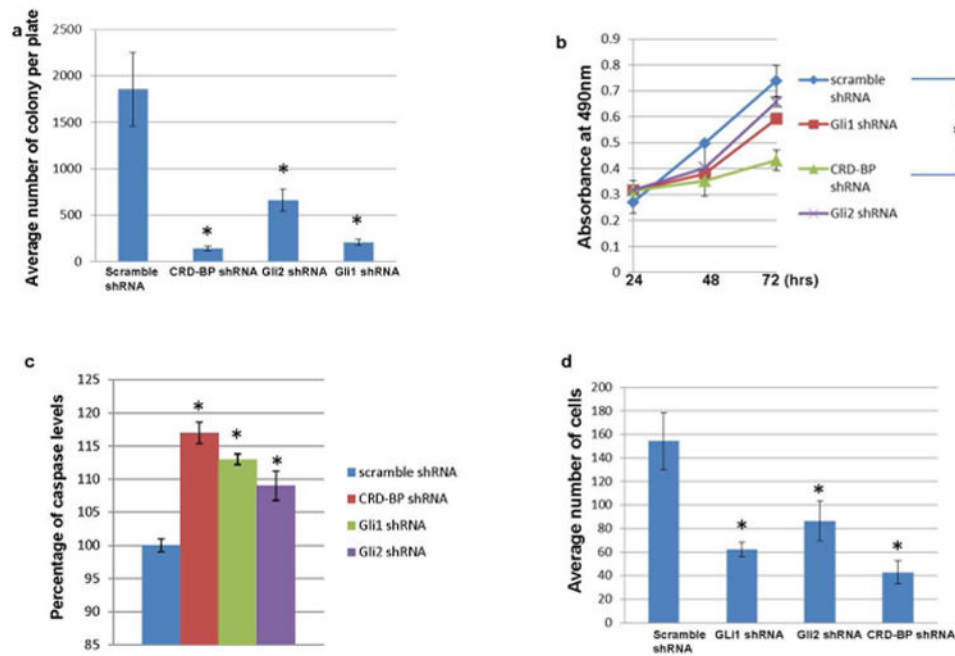 a
Average number of colony per plate
2500
2000
1500
1000
500
0
*
*
*
Scramble
shRNA
CRD-BP shRNA
Gli2 shRNA
Gli1 shRNA
b
Absorbance at 490nm
0.9
0.8
0.7
0.6
0.5
0.4
0.3
0.2
0.1
0
24
48
72 (hrs)
scramble
shRNA
Gli1 shRNA
CRD-BP
shRNA
Gli2 shRNA
c
Percentage of caspase levels
125
120
115
110
105
100
95
90
85
*
*
*
scramble shRNA
CRD-BP shRNA
Gli1 shRNA
Gli2 shRNA
d
Average number of cells
200
180
160
140
120
100
80
60
40
20
0
*
*
*
Scramble
shRNA
GLi1 shRNA
Gli2 shRNA
CRD-BP shRNA